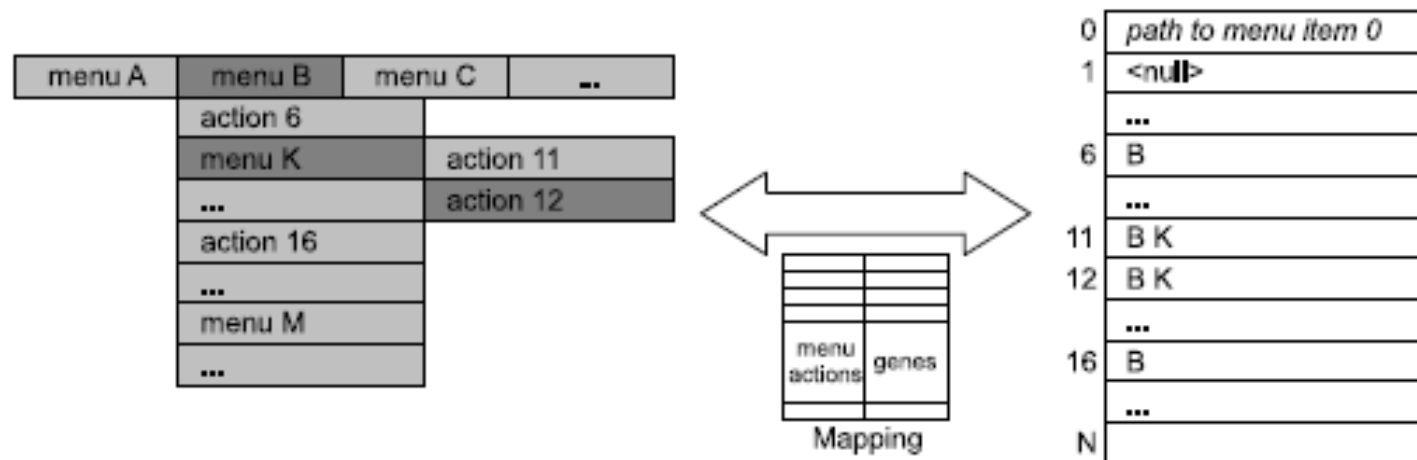 menu A menu B menu C ...
action 6
menu K action 11
... action 12
action 16
...
menu M
...
menu actions genes
Mapping
0 path to menu item 0
1 <null>
...
6 B
...
11 B K
12 B K
...
16 B
...
N